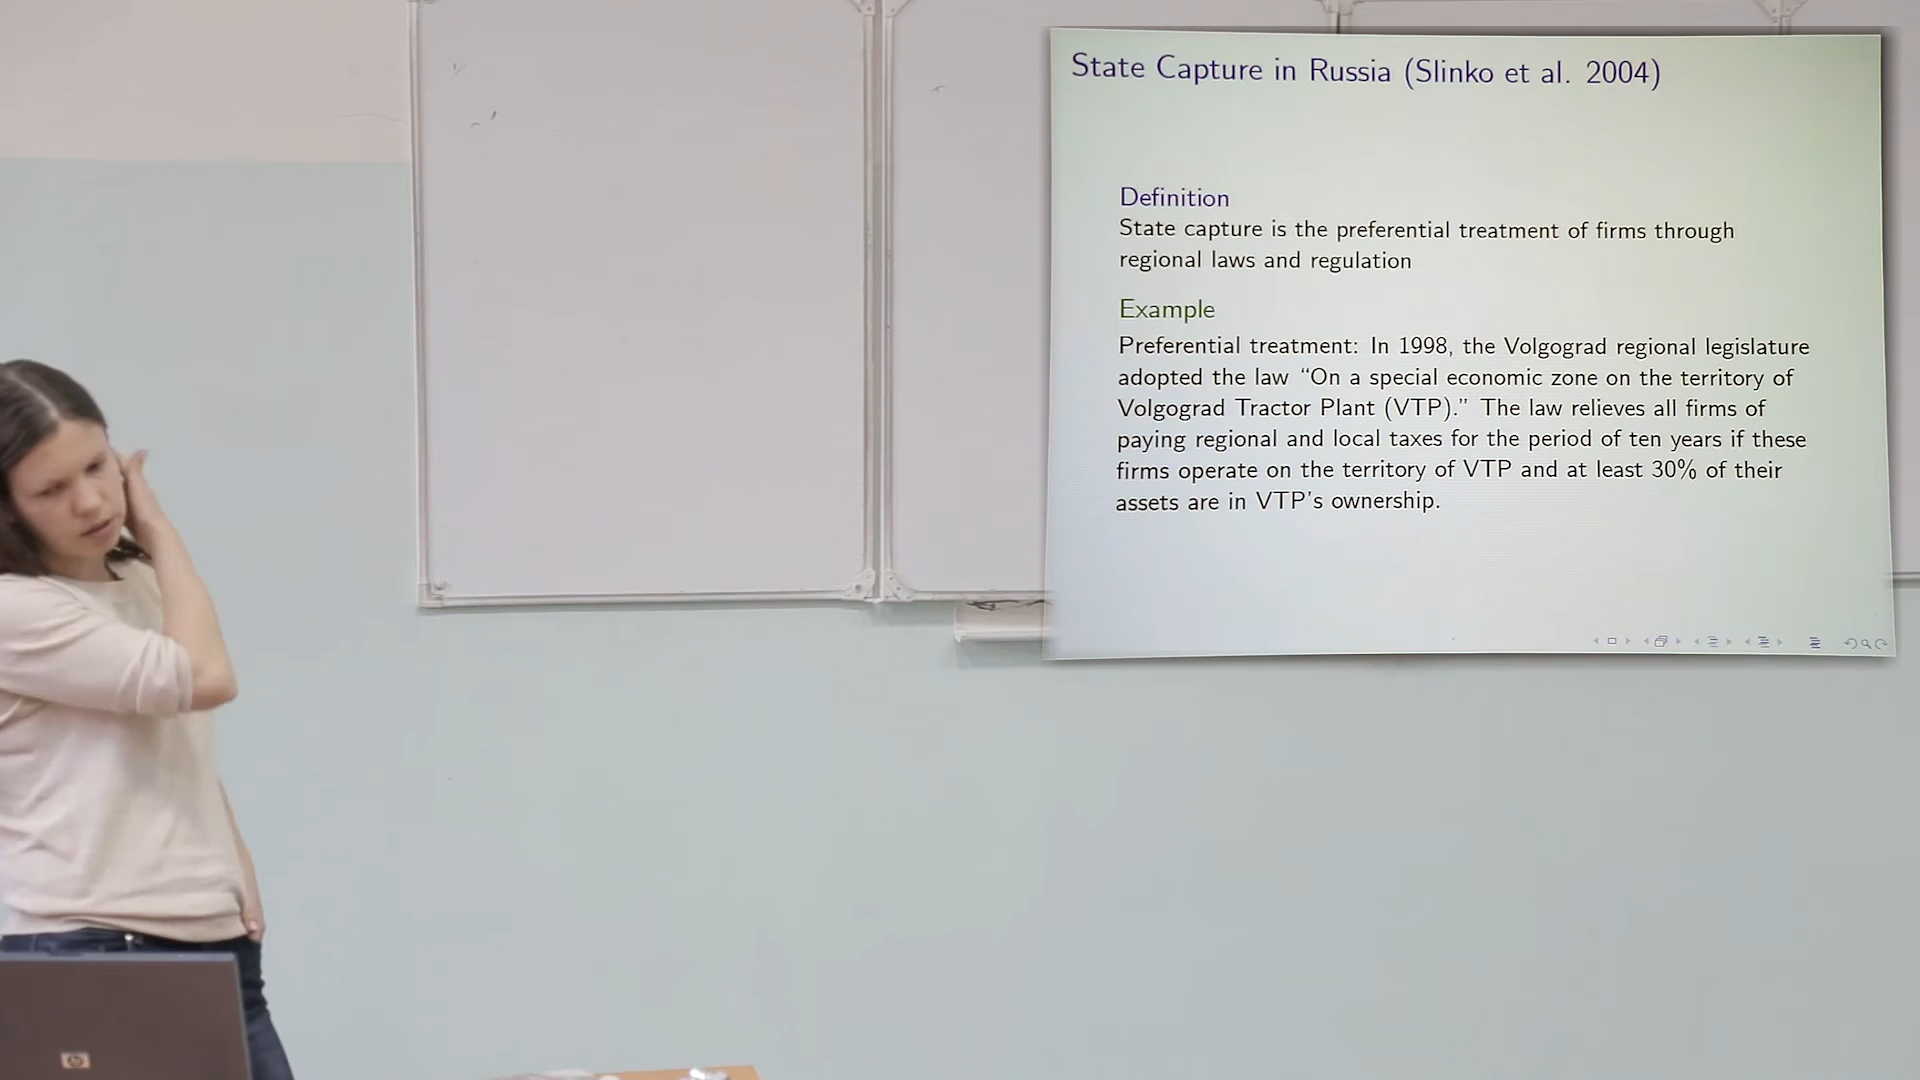 State Capture in Russia (Slinko et al. 2004)
Definition
State capture is the preferential treatment of firms through
regional laws and regulation
Example
Preferential treatment: In 1998, the Volgograd regional legislature
adopted the law “On a special economic zone on the territory of
Volgograd Tractor Plant (VTP).” The law relieves all firms of
paying regional and local taxes for the period of ten years if these
firms operate on the territory of VTP and at least 30% of their
assets are in VTP's ownership.
hp